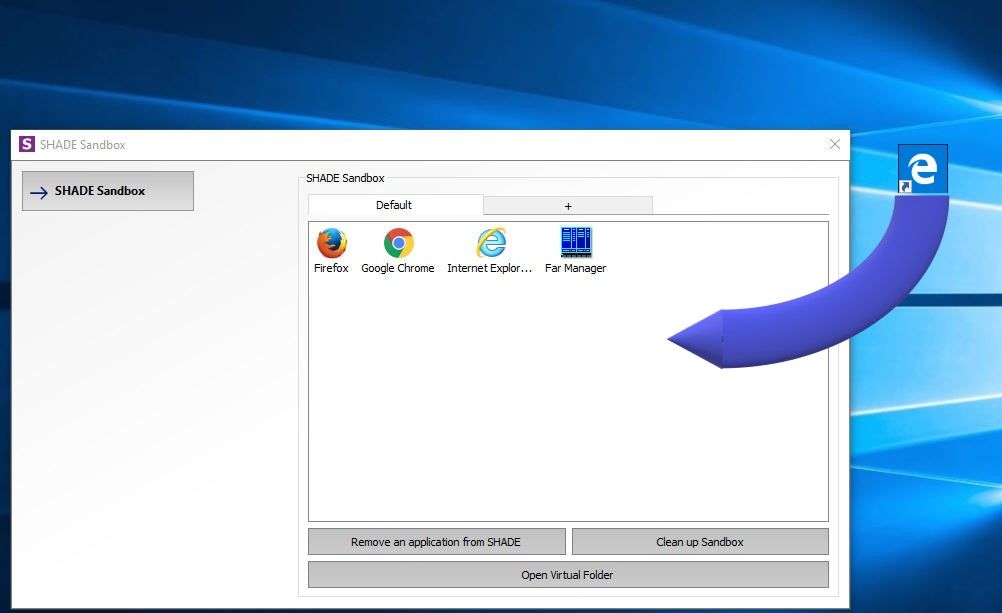 S SHADE Sandbox
SHADE Sandbox
SHADE Sandbox
Default
+
Firefox
Google Chrome
Internet Explor...
Far Manager
Remove an application from SHADE
Clean up Sandbox
Open Virtual Folder